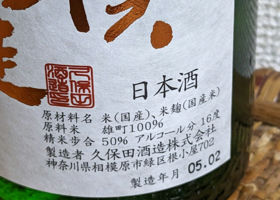 日本酒
原材料名 米(国産)、米麹(国産米)
原料米 雄町100%
精米歩合 50% アルコール分 16度
製造者 久保田酒造株式会社
神奈川県相模原市緑区根小屋702
製造年月 05.02